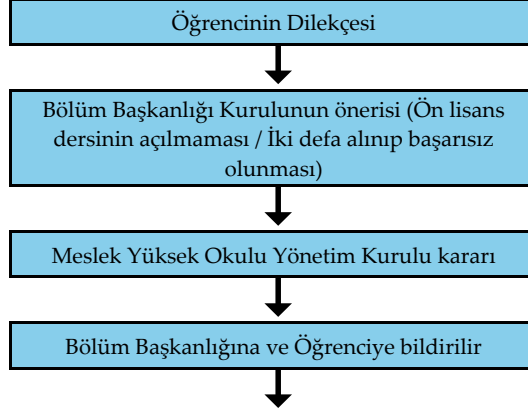 Öğrencinin Dilekçesi
Bölüm Başkanlığı Kurulunun önerisi (Ön lisans
dersinin açılmaması / İki defa alınıp başarısız
olunması)
Meslek Yüksek Okulu Yönetim Kurulu kararı
Bölüm Başkanlığına ve Öğrenciye bildirilir